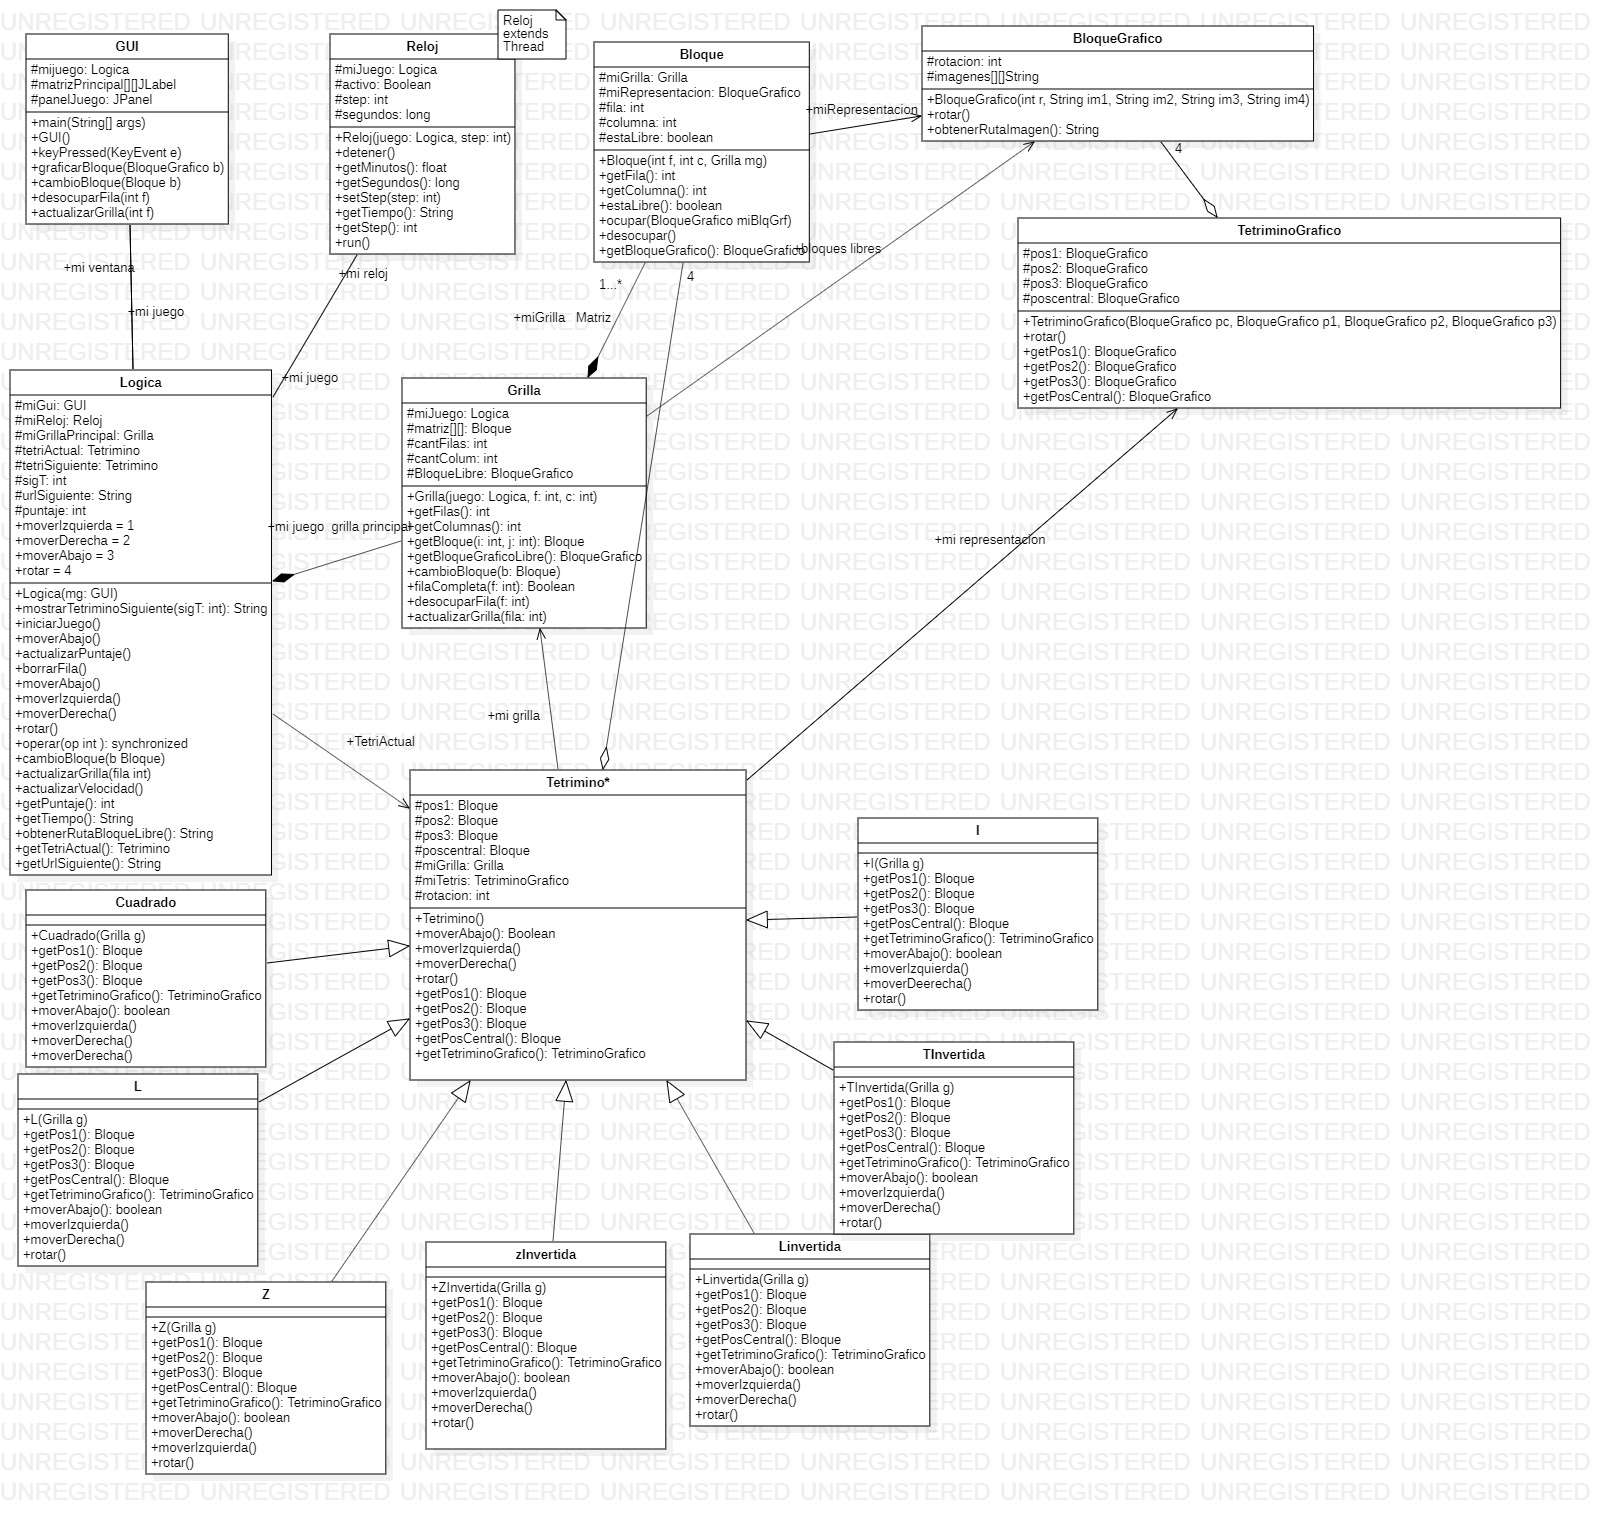 GUI
#mijuego: Logica
#matrizPrincipal[][]JLabel
#panelJuego: JPanel
+main(String[] args)
+GUI()
+keyPressed(KeyEvent e)
+graficarBloque(BloqueGrafico b)
+cambioBloque(Bloque b)
+desocuparFila(int f)
+actualizarGrilla(int f)
Reloj
#miJuego: Logica
#activo: Boolean
#step: int
#segundos: long
+Reloj(juego: Logica, step: int)
+detener()
+getMinutos(): float
+getSegundos(): long
+setStep(step: int)
+getTiempo(): String
+getStep(): int
+run()
Reloj
extends
Thread
Bloque
#miGrilla: Grilla
#miRepresentacion: BloqueGrafico
#fila: int
#columna: int
#estaLibre: boolean
+Bloque(int f, int c, Grilla mg)
+getFila(): int
+getColumna(): int
+estaLibre(): boolean
+ocupar(BloqueGrafico miBlqGrf)
+desocupar()
+getBloqueGrafico(): BloqueGrafico
+miRepresentacion
BloqueGrafico
#rotacion: int
#imagenes[][]String
+BloqueGrafico(int r, String im1, String im2, String im3, String im4)
+rotar()
+obtenerRutaImagen(): String
4
TetriminoGrafico
#pos1: BloqueGrafico
#pos2: BloqueGrafico
#pos3: BloqueGrafico
#poscentral: BloqueGrafico
+TetriminoGrafico(BloqueGrafico pc, BloqueGrafico p1, BloqueGrafico p2, BloqueGrafico p3)
+rotar()
+getPos1(): BloqueGrafico
+getPos2(): BloqueGrafico
+getPos3(): BloqueGrafico
+getPosCentral(): BloqueGrafico
+mi ventana
+mi juego
+mi reloj
+mi juego
1...*
4
+miGrilla Matriz
+bloques libres
Logica
#miGui: GUI
#miReloj: Reloj
#miGrillaPrincipal: Grilla
#tetriActual: Tetrimino
#tetriSiguiente: Tetrimino
#sigT: int
#urlSiguiente: String
#puntaje: int
+moverIzquierda = 1
+moverDerecha = 2
+moverAbajo = 3
+rotar = 4
+Logica(mg: GUI)
+mostrarTetriminoSiguiente(sigT: int): String
+iniciarJuego()
+moverAbajo()
+actualizarPuntaje()
+borrarFila()
+moverAbajo()
+moverIzquierda()
+moverDerecha()
+rotar()
+operar(op int ): synchronized
+cambioBloque(b Bloque)
+actualizarGrilla(fila int)
+actualizarVelocidad()
+getPuntaje(): int
+getTiempo(): String
+obtenerRutaBloqueLibre(): String
+getTetriActual(): Tetrimino
+getUrlSiguiente(): String
+mi juego grilla principal
Grilla
#miJuego: Logica
#matriz[][]: Bloque
#cantFilas: int
#cantColum: int
#BloqueLibre: BloqueGrafico
+Grilla(juego: Logica, f: int, c: int)
+getFilas(): int
+getColumnas(): int
+getBloque(i: int, j: int): Bloque
+getBloqueGraficoLibre(): BloqueGrafico
+cambioBloque(b: Bloque)
+filaCompleta(f: int): Boolean
+desocuparFila(f: int)
+actualizarGrilla(fila: int)
+mi representacion
+mi grilla
+TetriActual
Tetrimino*
#pos1: Bloque
#pos2: Bloque
#pos3: Bloque
#poscentral: Bloque
#miGrilla: Grilla
#miTetris: TetriminoGrafico
#rotacion: int
+Tetrimino()
+moverAbajo(): Boolean
+moverIzquierda()
+moverDerecha()
+rotar()
+getPos1(): Bloque
+getPos2(): Bloque
+getPos3(): Bloque
+getPosCentral(): Bloque
+getTetriminoGrafico(): TetriminoGrafico
I
+I(Grilla g)
+getPos1(): Bloque
+getPos2(): Bloque
+getPos3(): Bloque
+getPosCentral(): Bloque
+getTetriminoGrafico(): TetriminoGrafico
+moverAbajo(): boolean
+moverIzquierda()
+moverDeerecha()
+rotar()
Cuadrado
+Cuadrado(Grilla g)
+getPos1(): Bloque
+getPos2(): Bloque
+getPos3(): Bloque
+getTetriminoGrafico(): TetriminoGrafico
+moverAbajo(): boolean
+moverIzquierda()
+moverDerecha()
+moverDerecha()
TInvertida
+TInvertida(Grilla g)
+getPos1(): Bloque
+getPos2(): Bloque
+getPos3(): Bloque
+getPosCentral(): Bloque
+getTetriminoGrafico(): TetriminoGrafico
+moverAbajo(): boolean
+moverIzquierda()
+moverDerecha()
+rotar()
L
+L(Grilla g)
+getPos1(): Bloque
+getPos2(): Bloque
+getPos3(): Bloque
+getPosCentral(): Bloque
+getTetriminoGrafico(): TetriminoGrafico
+moverAbajo(): boolean
+moverIzquierda()
+moverDerecha()
+rotar()
Z
+Z(Grilla g)
+getPos1(): Bloque
+getPos2(): Bloque
+getPos3(): Bloque
+getPosCentral(): Bloque
+getTetriminoGrafico(): TetriminoGrafico
+moverAbajo(): boolean
+moverDerecha()
+moverIzquierda()
+rotar()
zInvertida
+ZInvertida(Grilla g)
+getPos1(): Bloque
+getPos2(): Bloque
+getPos3(): Bloque
+getPosCentral(): Bloque
+getTetriminoGrafico(): TetriminoGrafico
+moverAbajo(): boolean
+moverIzquierda()
+moverDerecha()
+rotar()
Linvertida
+Linvertida(Grilla g)
+getPos1(): Bloque
+getPos2(): Bloque
+getPos3(): Bloque
+getPosCentral(): Bloque
+getTetriminoGrafico(): TetriminoGrafico
+moverAbajo(): boolean
+moverIzquierda()
+moverDerecha()
+rotar()
UNREGISTERED